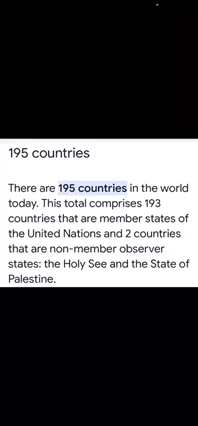 195 countries
There are 195 countries in the world
today. This total comprises 193
countries that are member states of
the United Nations and 2 countries
that are non-member observer
states: the Holy See and the State of
Palestine.